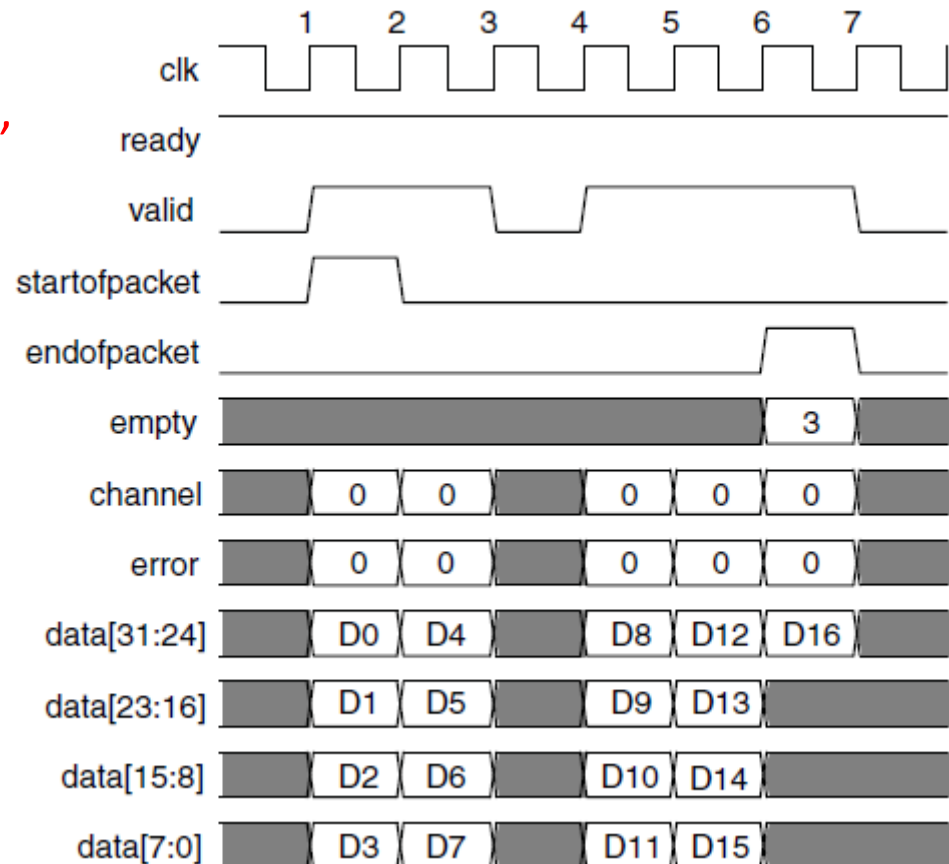 1 2 3 4 5 6 7
clk
,
ready
valid
startofpacket
endofpacket
empty 3
channel 0 0 0 0 0
error 0 0 0 0 0
data[31:24] D0 D4 D8 D12 D16
data[23:16] D1 D5 D9 D13
data[15:8] D2 D6 D10 D14
data[7:0] D3 D7 D11 D15